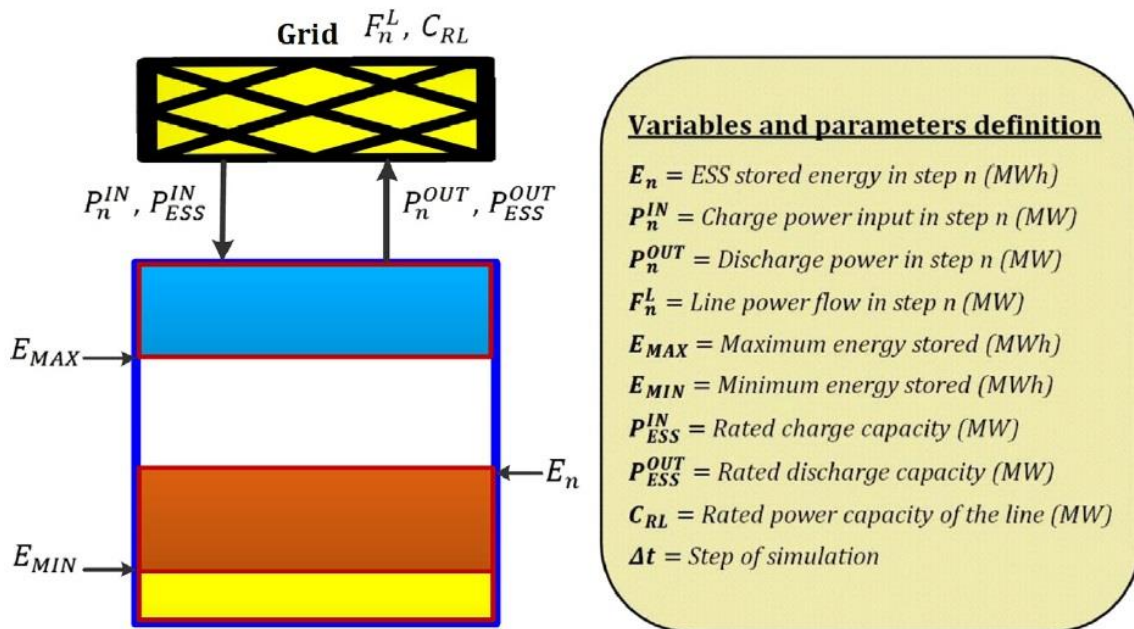 Grid F_n^L, C_RL
P_n^IN, P_ESS^IN
P_n^OUT, P_ESS^OUT
E_MAX
E_n
E_MIN
Variables and parameters definition
E_n = ESS stored energy in step n (MWh)
P_n^IN = Charge power input in step n (MW)
P_n^OUT = Discharge power in step n (MW)
F_n^L = Line power flow in step n (MW)
E_MAX = Maximum energy stored (MWh)
E_MIN = Minimum energy stored (MWh)
P_ESS^IN = Rated charge capacity (MW)
P_ESS^OUT = Rated discharge capacity (MW)
C_RL = Rated power capacity of the line (MW)
Δt = Step of simulation